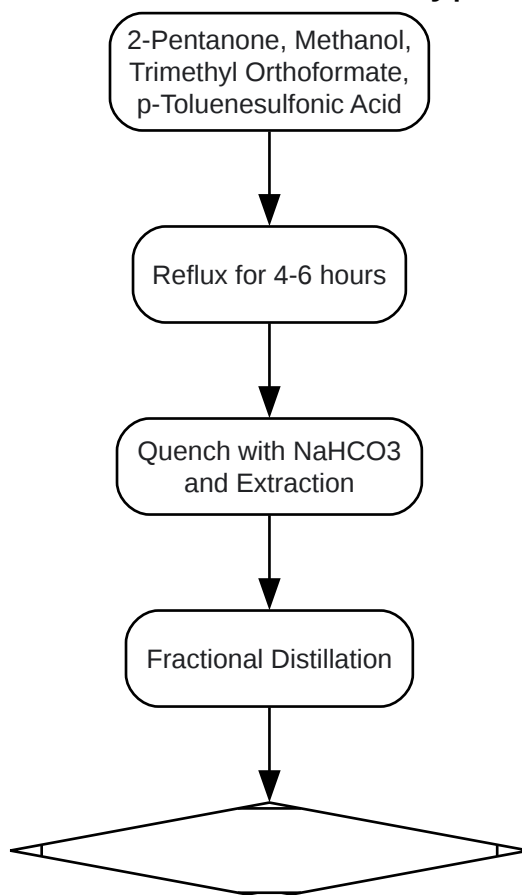 2-Pentanone, Methanol,
Trimethyl Orthoformate,
p-Toluenesulfonic Acid
Reflux for 4-6 hours
Quench with NaHCO3
and Extraction
Fractional Distillation